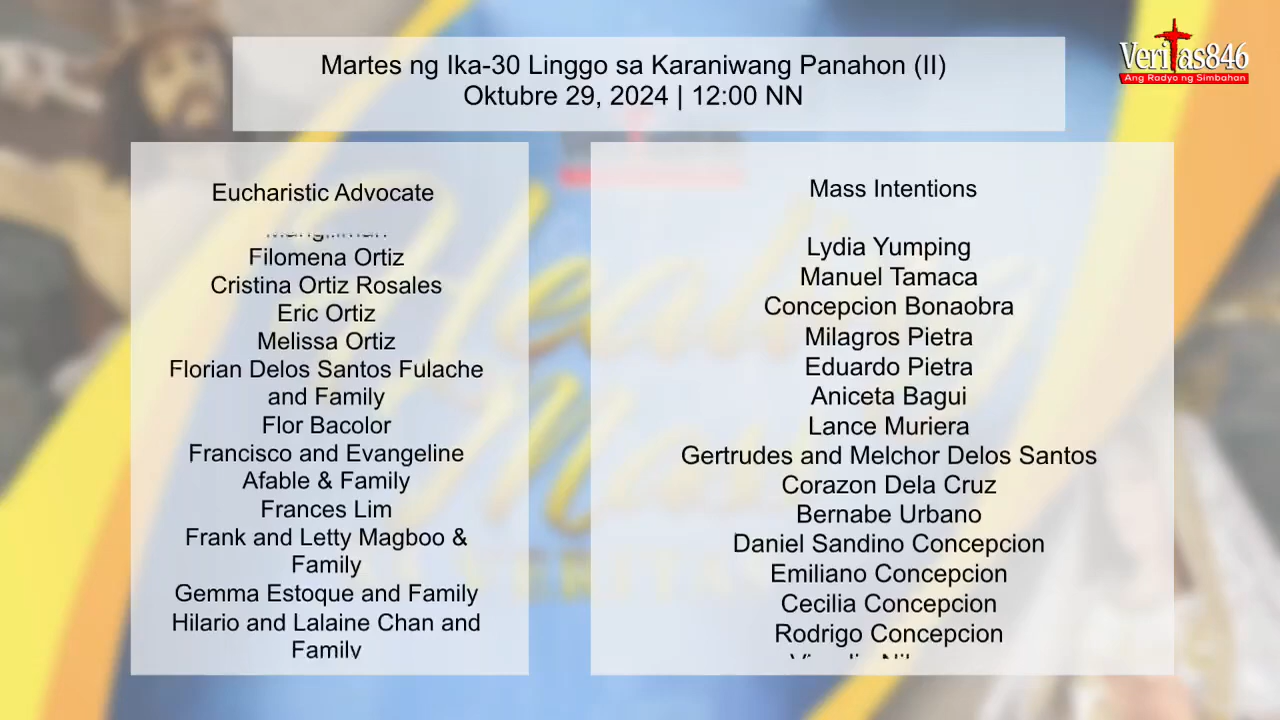 Martes ng Ika-30 Linggo sa Karaniwang Panahon (II)
Oktubre 29, 2024 | 12:00 NN
Veritas846
Ang Radyo ng Simbahan
Eucharistic Advocate
Filomena Ortiz
Cristina Ortiz Rosales
Eric Ortiz
Melissa Ortiz
Florian Delos Santos Fulache
and Family
Flor Bacolor
Francisco and Evangeline
Afable & Family
Frances Lim
Frank and Letty Magboo &
Family
Gemma Estoque and Family
Hilario and Lalaine Chan and
Family
Mass Intentions
Lydia Yumping
Manuel Tamaca
Concepcion Bonaobra
Milagros Pietra
Eduardo Pietra
Aniceta Bagui
Lance Muriera
Gertrudes and Melchor Delos Santos
Corazon Dela Cruz
Bernabe Urbano
Daniel Sandino Concepcion
Emiliano Concepcion
Cecilia Concepcion
Rodrigo Concepcion
Healing
Mass